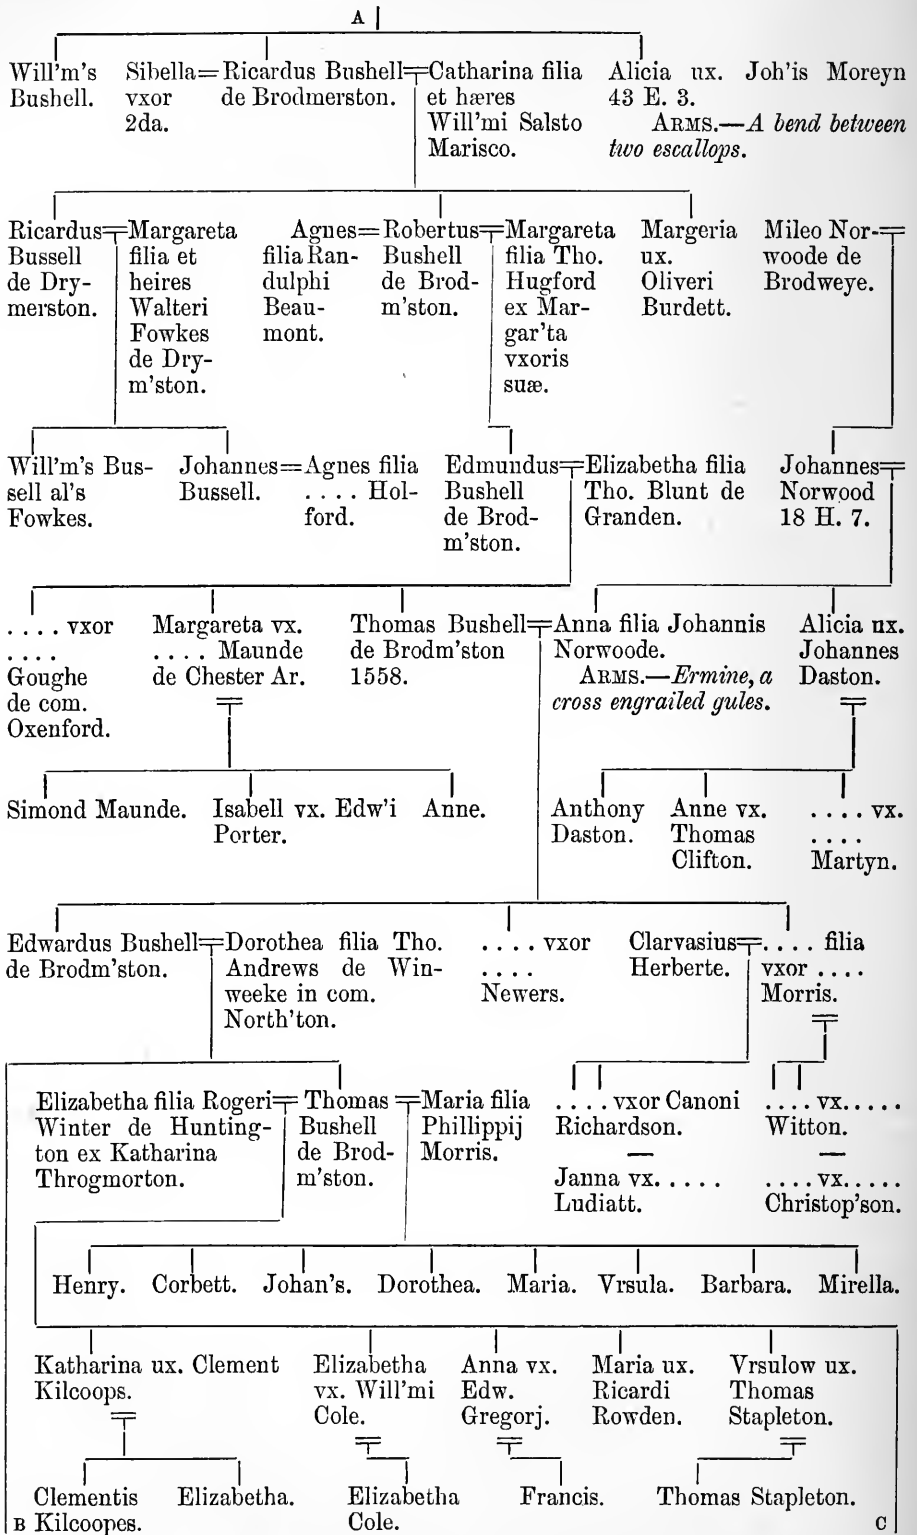 A
Will'm's Bushell.
Sibella= vxor 2da.
Ricardus Bushell de Brodmerston.
Catharina filia et hæres Will'mi Salsto Marisco.
Alicia ux. Joh'is Moreyn 43 E. 3.
ARMS.—A bend between two escallops.
Ricardus Bussell de Drymerston.
Margareta filia et heires Walteri Fowkes de Drym'ston.
Agnes= filia Randulphi Beaumont.
Robertus Bushell de Brodm'ston.
Margareta filia Tho. Hugford ex Margar'ta vxoris suæ.
Margeria ux. Oliveri Burdett.
Mileo Norwoode de Brodweye.
Will'm's Bussell al's Fowkes.
Johannes= Bussell.
Agnes filia .... Holford.
Edmundus Bushell de Brodm'ston.
Elizabetha filia Tho. Blunt de Granden.
Johannes Norwood 18 H. 7.
.... vxor .... Goughe de com. Oxenford.
Margareta vx. .... Maunde de Chester Ar.
Thomas Bushell de Brodm'ston 1558.
Anna filia Johannis Norwoode.
ARMS.—Ermine, a cross engrailed gules.
Alicia ux. Johannes Daston.
Simond Maunde.
Isabell vx. Edw'i Porter.
Anne.
Anthony Daston.
Anne vx. Thomas Clifton.
.... vx. .... Martyn.
Edwardus Bushell de Brodm'ston.
Dorothea filia Tho. Andrews de Winweeke in com. North'ton.
.... vxor .... Newers.
Clarvasius Herberte.
.... filia vxor .... Morris.
Elizabetha filia Rogeri Winter de Huntington ex Katharina Throgmorton.
Thomas Bushell de Brodm'ston.
Maria filia Phillippij Morris.
.... vxor Canoni Richardson.
—
Janna vx..... Ludiatt.
.... vx..... Witton.
—
....vx..... Christop'son.
Henry. Corbett. Johan's. Dorothea. Maria. Vrsula. Barbara. Mirella.
Katharina ux. Clement Kilcoops.
Elizabetha vx. Will'mi Cole.
Anna vx. Edw. Gregorj.
Maria ux. Ricardi Rowden.
Vrsulow ux. Thomas Stapleton.
Clementis Kilcoopes.
Elizabetha.
Elizabetha Cole.
Francis.
Thomas Stapleton.
B
C